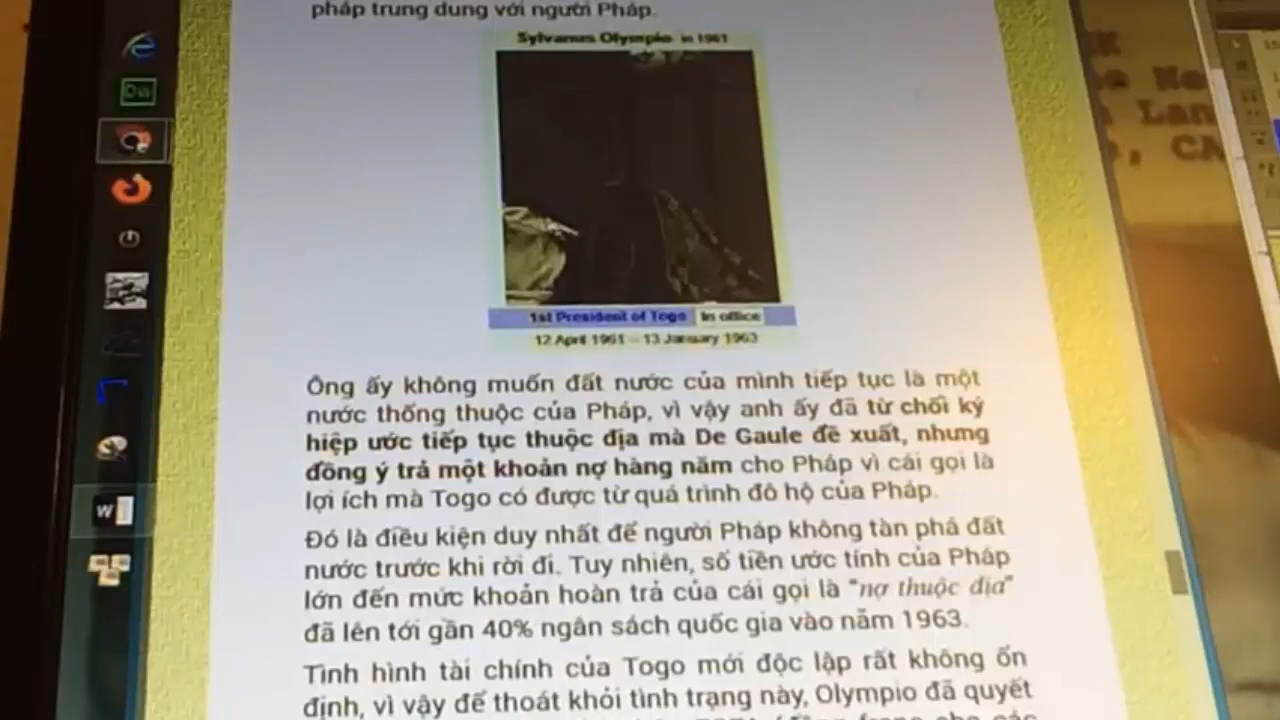 pháp trung dung với người Pháp.
Sylvanus Olympio in 1961
1st President of Togo In office
12 April 1961 – 13 January 1963
Ông ấy không muốn đất nước của mình tiếp tục là một
nước thống thuộc của Pháp, vì vậy anh ấy đã từ chối ký
hiệp ước tiếp tục thuộc địa mà De Gaule đề xuất, nhưng
đồng ý trả một khoản nợ hàng năm cho Pháp vì cái gọi là
lợi ích mà Togo có được từ quá trình đô hộ của Pháp.
Đó là điều kiện duy nhất để người Pháp không tàn phá đất
nước trước khi rời đi. Tuy nhiên, số tiền ước tính của Pháp
lớn đến mức khoản hoàn trả của cái gọi là "nợ thuộc địa"
đã lên tới gần 40% ngân sách quốc gia vào năm 1963.
Tình hình tài chính của Togo mới độc lập rất không ổn
định, vì vậy để thoát khỏi tình trạng này, Olympio đã quyết
Dw
W
Lan
, CA